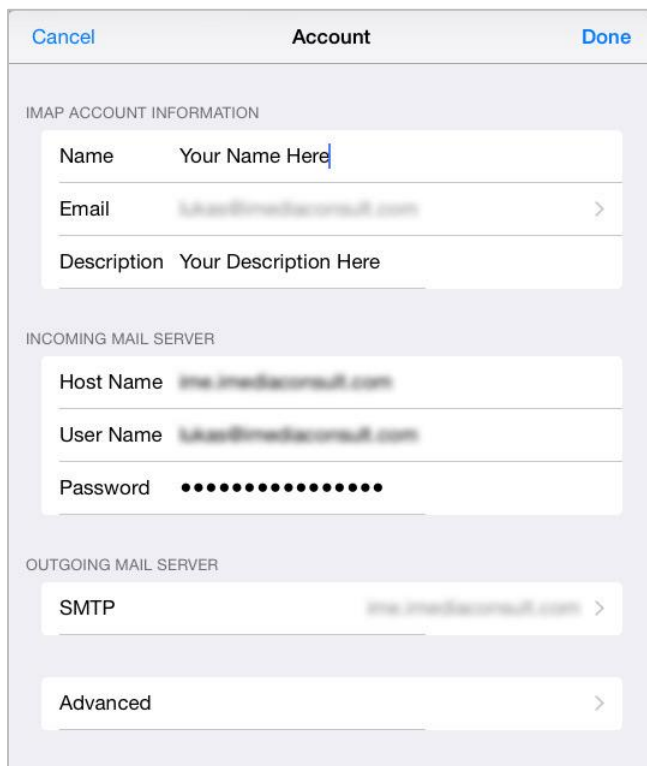 Cancel Account Done
IMAP ACCOUNT INFORMATION
Name Your Name Here
Email
Description Your Description Here
INCOMING MAIL SERVER
Host Name
User Name
Password ••••••••••••••••
OUTGOING MAIL SERVER
SMTP
Advanced